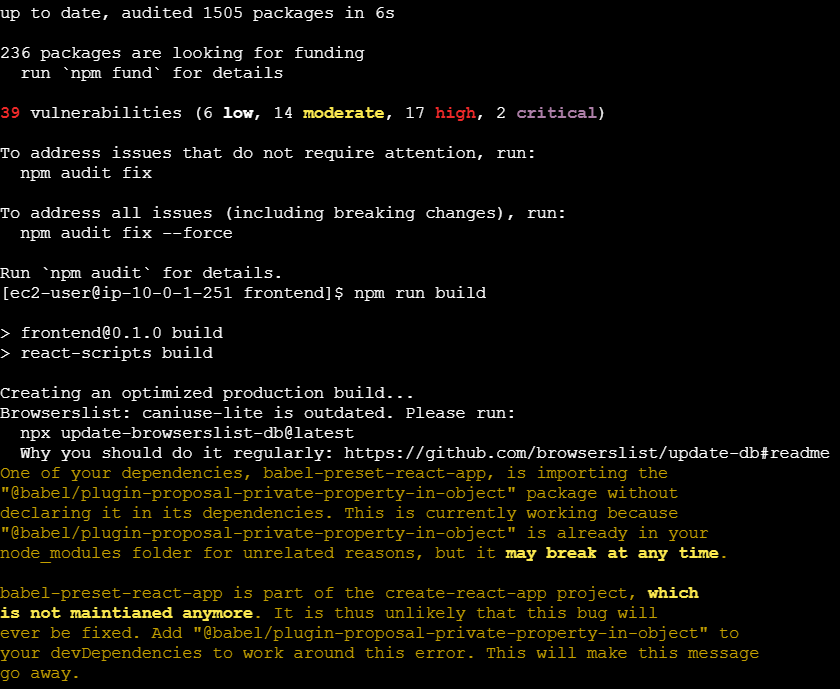 up to date, audited 1505 packages in 6s
236 packages are looking for funding
run `npm fund` for details
39 vulnerabilities (6 low, 14 moderate, 17 high, 2 critical)
To address issues that do not require attention, run:
npm audit fix
To address all issues (including breaking changes), run:
npm audit fix --force
Run `npm audit` for details.
[ec2-user@ip-10-0-1-251 frontend]$ npm run build
> frontend@0.1.0 build
> react-scripts build
Creating an optimized production build...
Browserslist: caniuse-lite is outdated. Please run:
npx update-browserslist-db@latest
Why you should do it regularly: https://github.com/browserslist/update-db#readme
One of your dependencies, babel-preset-react-app, is importing the
"@babel/plugin-proposal-private-property-in-object" package without
declaring it in its dependencies. This is currently working because
"@babel/plugin-proposal-private-property-in-object" is already in your
node_modules folder for unrelated reasons, but it may break at any time.
babel-preset-react-app is part of the create-react-app project, which
is not maintianed anymore. It is thus unlikely that this bug will
ever be fixed. Add "@babel/plugin-proposal-private-property-in-object" to
your devDependencies to work around this error. This will make this message
go away.